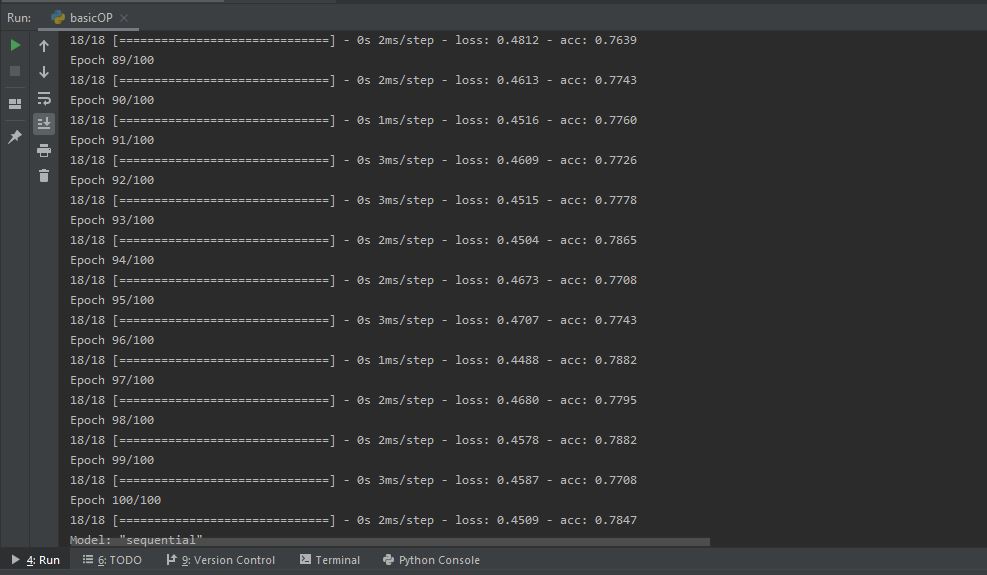 Run: basicOP
18/18 [==============================] - 0s 2ms/step - loss: 0.4812 - acc: 0.7639
Epoch 89/100
18/18 [==============================] - 0s 2ms/step - loss: 0.4613 - acc: 0.7743
Epoch 90/100
18/18 [==============================] - 0s 1ms/step - loss: 0.4516 - acc: 0.7760
Epoch 91/100
18/18 [==============================] - 0s 3ms/step - loss: 0.4609 - acc: 0.7726
Epoch 92/100
18/18 [==============================] - 0s 3ms/step - loss: 0.4515 - acc: 0.7778
Epoch 93/100
18/18 [==============================] - 0s 2ms/step - loss: 0.4504 - acc: 0.7865
Epoch 94/100
18/18 [==============================] - 0s 2ms/step - loss: 0.4673 - acc: 0.7708
Epoch 95/100
18/18 [==============================] - 0s 3ms/step - loss: 0.4707 - acc: 0.7743
Epoch 96/100
18/18 [==============================] - 0s 1ms/step - loss: 0.4488 - acc: 0.7882
Epoch 97/100
18/18 [==============================] - 0s 2ms/step - loss: 0.4680 - acc: 0.7795
Epoch 98/100
18/18 [==============================] - 0s 2ms/step - loss: 0.4578 - acc: 0.7882
Epoch 99/100
18/18 [==============================] - 0s 3ms/step - loss: 0.4587 - acc: 0.7708
Epoch 100/100
18/18 [==============================] - 0s 2ms/step - loss: 0.4509 - acc: 0.7847
Model: "sequential"
4: Run 6: TODO 9: Version Control Terminal Python Console